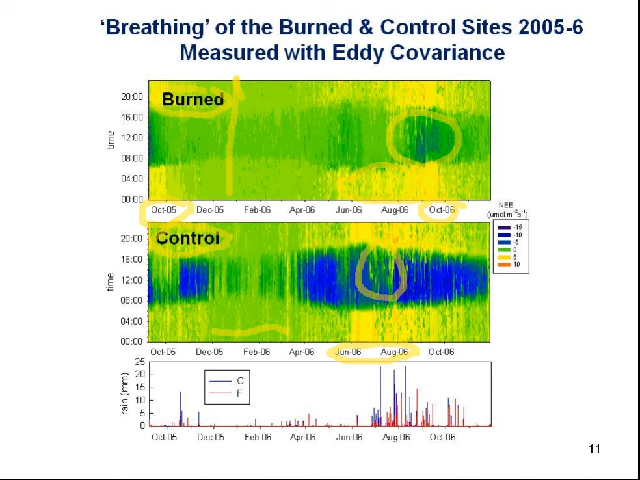 ‘Breathing’ of the Burned & Control Sites 2005-6
Measured with Eddy Covariance
Burned
time
20:00
16:00
12:00
08:00
04:00
00:00
Oct-05 Dec-05 Feb-06 Apr-06 Jun-06 Aug-06 Oct-06
NEE
(umol m-2s-1)
-15
-10
-5
0
5
10
Control
time
20:00
16:00
12:00
08:00
04:00
00:00
Oct-05 Dec-05 Feb-06 Apr-06 Jun-06 Aug-06 Oct-06
rain (mm)
25
20
15
10
5
0
C
F
Oct-05 Dec-05 Feb-06 Apr-06 Jun-06 Aug-06 Oct-06
11